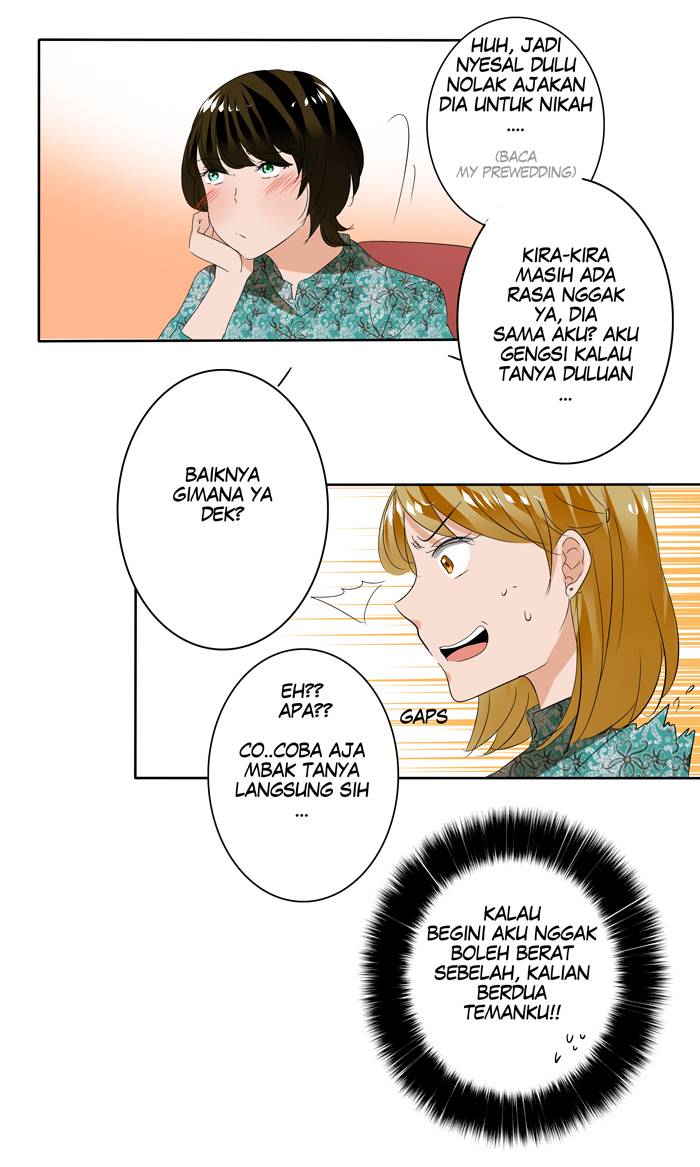 HUH, JADI
NYESAL DULU
NOLAK AJAKAN
DIA UNTUK NIKAH
....
(BACA
MY PREWEDDING)
KIRA-KIRA
MASIH ADA
RASA NGGAK
YA, DIA
SAMA AKU? AKU
GENGSI KALAU
TANYA DULUAN
...
BAIKNYA
GIMANA YA
DEK?
EH??
APA??
CO..COBA AJA
MBAK TANYA
LANGSUNG SIH
...
GAPS
KALAU
BEGINI AKU NGGAK
BOLEH BERAT
SEBELAH, KALIAN
BERDUA
TEMANKU!!